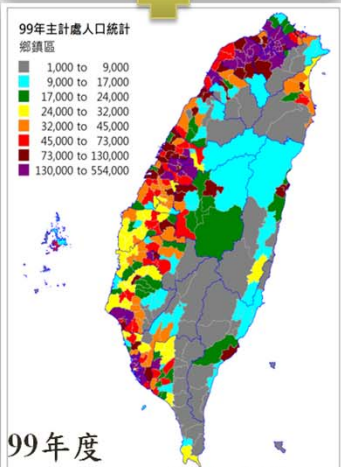 99年主計處人口統計
鄉鎮區
1,000 to 9,000
9,000 to 17,000
17,000 to 24,000
24,000 to 32,000
32,000 to 45,000
45,000 to 73,000
73,000 to 130,000
130,000 to 554,000
99年度